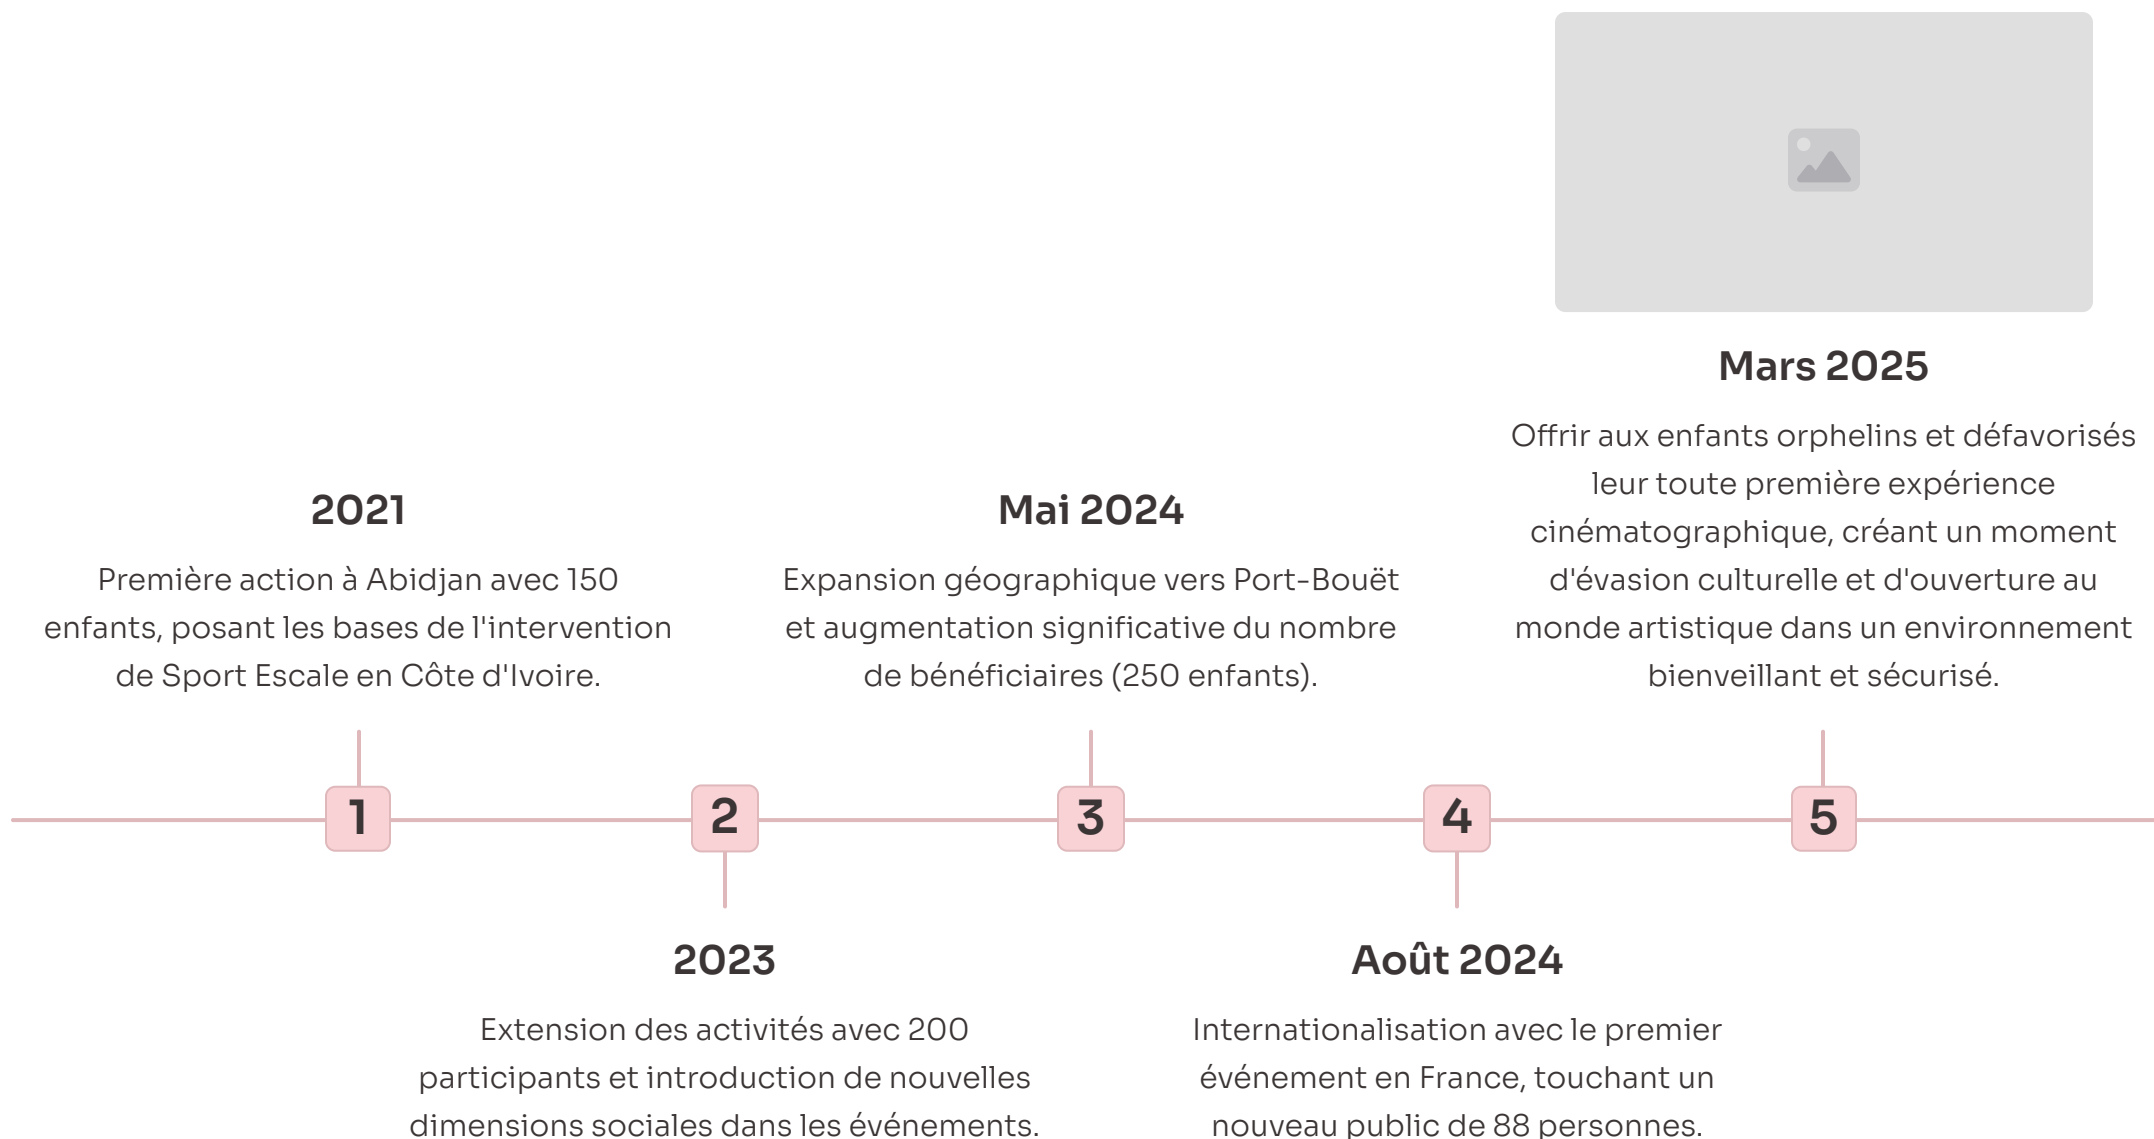 2021
Première action à Abidjan avec 150
enfants, posant les bases de l'intervention
de Sport Escale en Côte d'Ivoire.
Mai 2024
Expansion géographique vers Port-Bouët
et augmentation significative du nombre
de bénéficiaires (250 enfants).
Mars 2025
Offrir aux enfants orphelins et défavorisés
leur toute première expérience
cinématographique, créant un moment
d'évasion culturelle et d'ouverture au
monde artistique dans un environnement
bienveillant et sécurisé.
1
2
3
4
5
2023
Extension des activités avec 200
participants et introduction de nouvelles
dimensions sociales dans les événements.
Août 2024
Internationalisation avec le premier
événement en France, touchant un
nouveau public de 88 personnes.